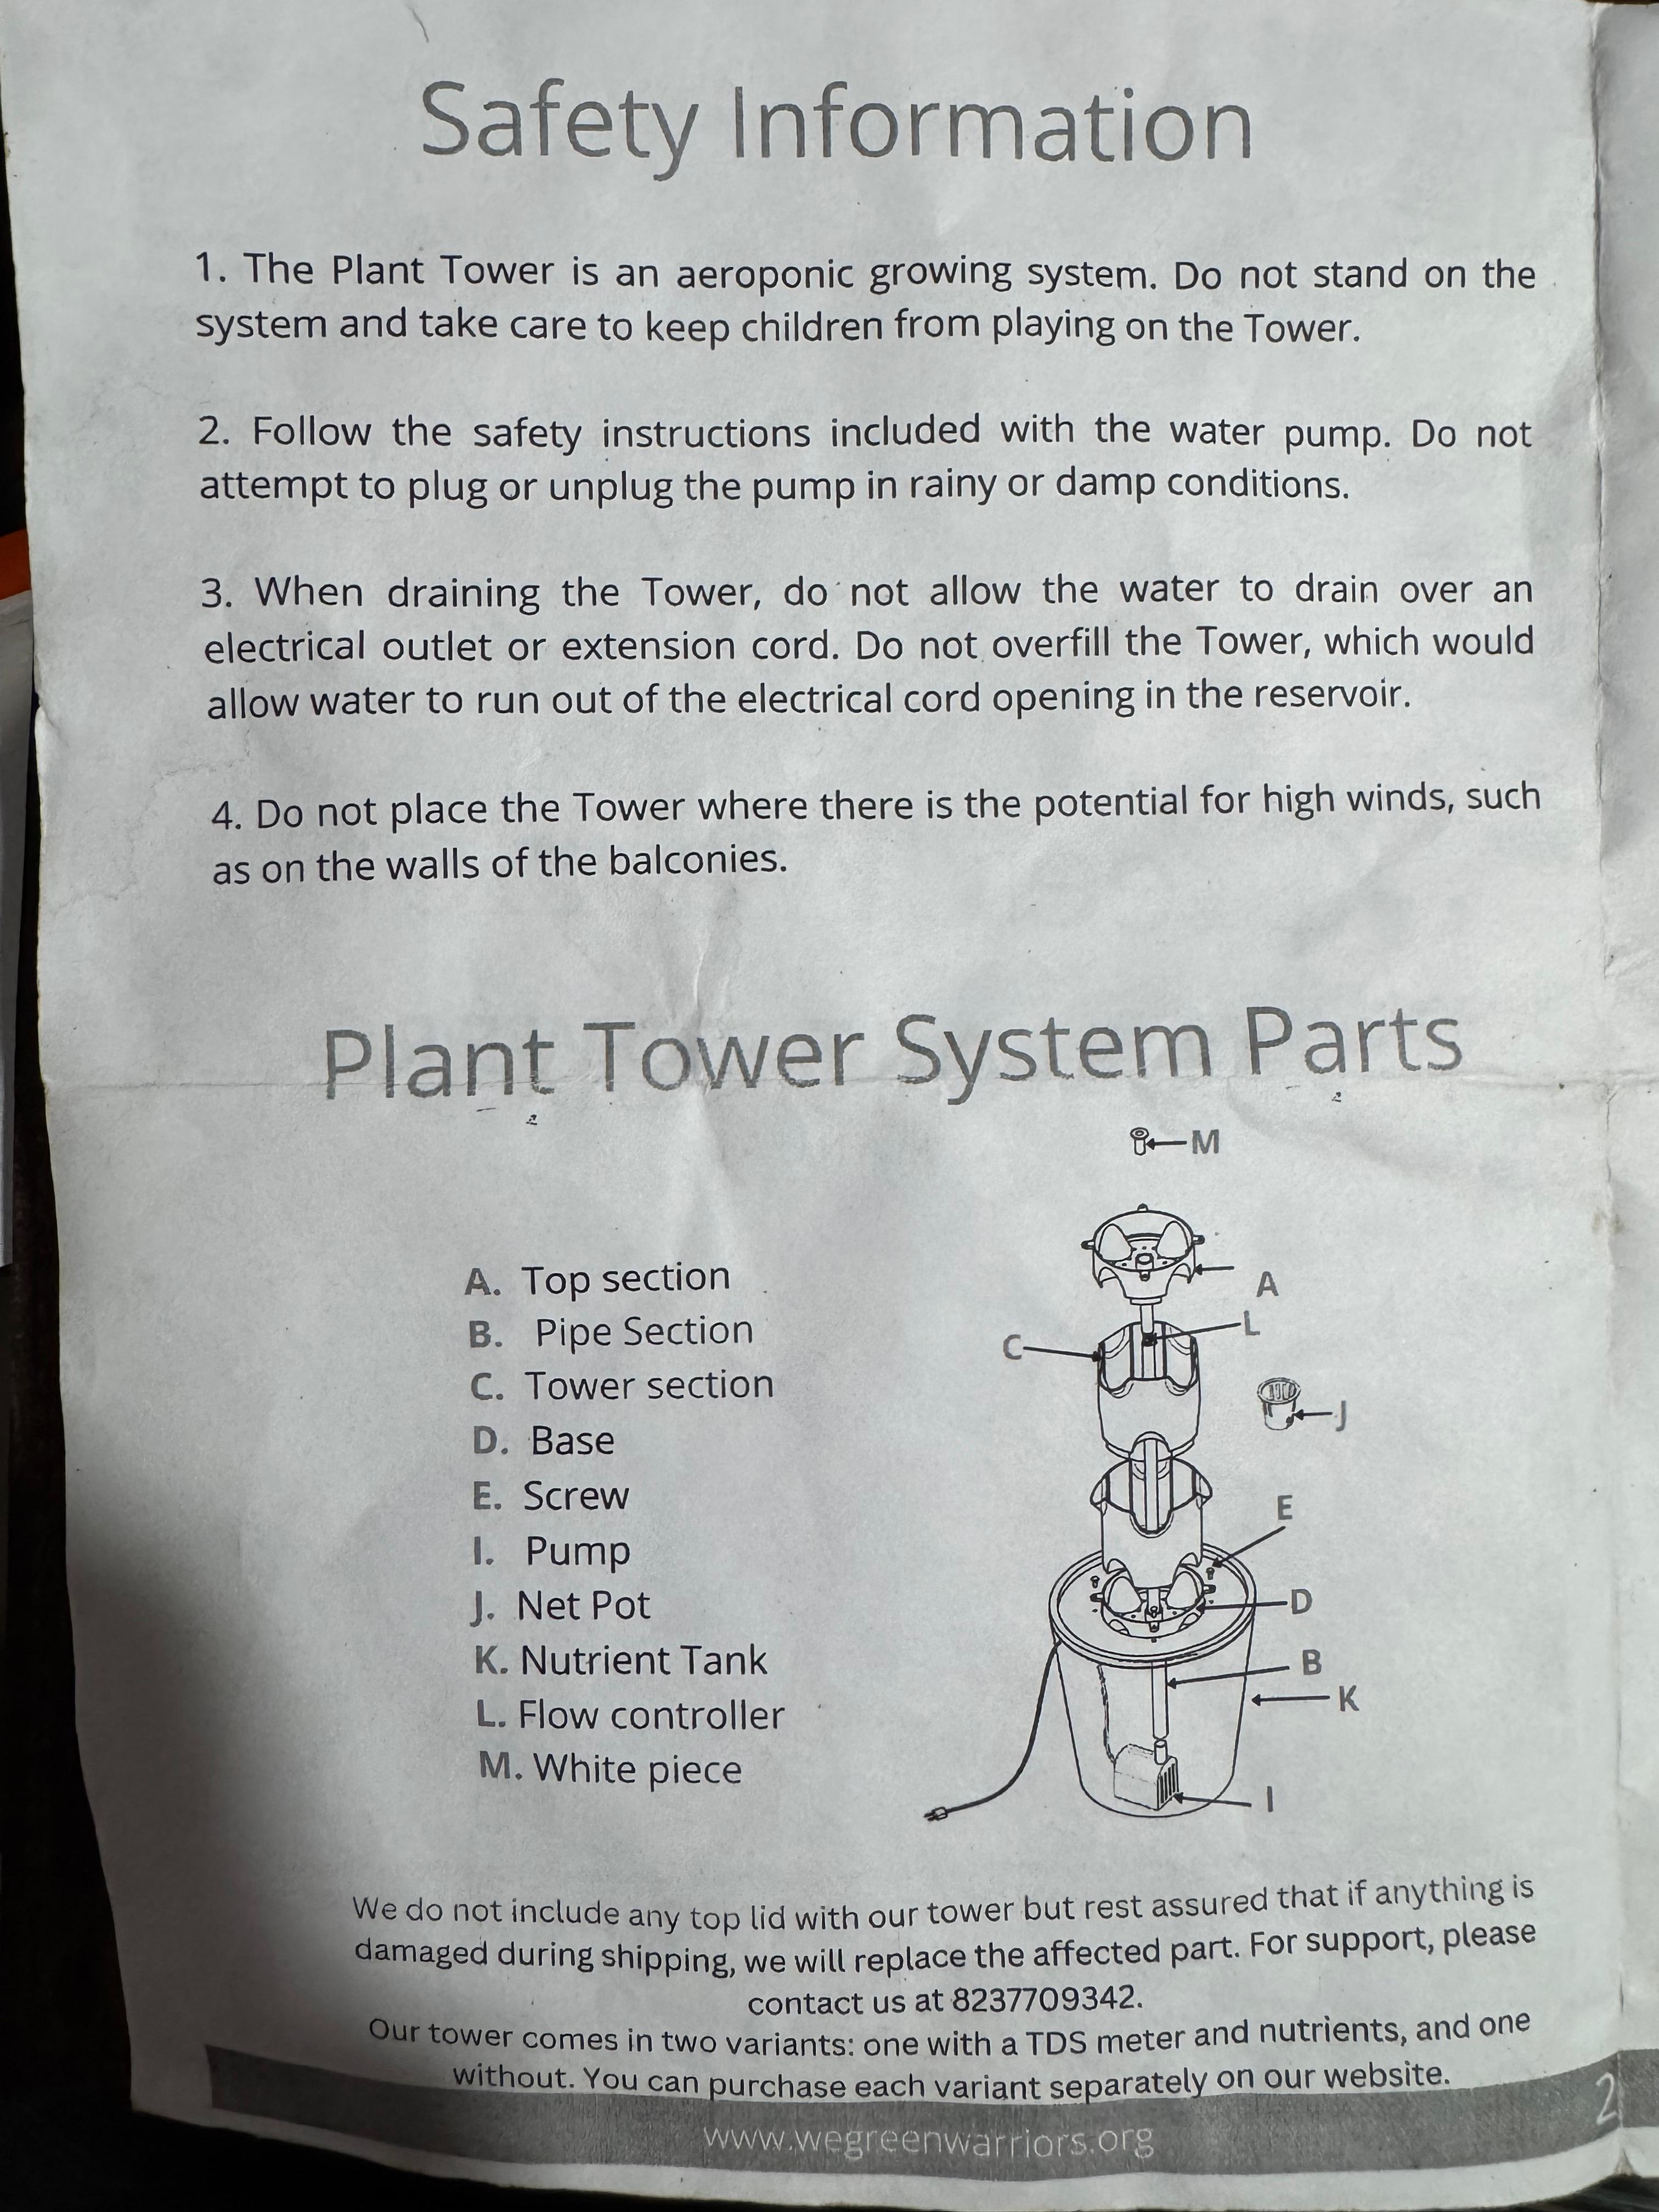 Safety Information
1. The Plant Tower is an aeroponic growing system. Do not stand on the
system and take care to keep children from playing on the Tower.
2. Follow the safety instructions included with the water pump. Do not
attempt to plug or unplug the pump in rainy or damp conditions.
3. When draining the Tower, do not allow the water to drain over an
electrical outlet or extension cord. Do not overfill the Tower, which would
allow water to run out of the electrical cord opening in the reservoir.
4. Do not place the Tower where there is the potential for high winds, such
as on the walls of the balconies.
Plant Tower System Parts
A. Top section
B. Pipe Section
C. Tower section
D. Base
E. Screw
I. Pump
J. Net Pot
K. Nutrient Tank
L. Flow controller
M. White piece
M
A
L
C
J
E
D
B
K
I
We do not include any top lid with our tower but rest assured that if anything is
damaged during shipping, we will replace the affected part. For support, please
contact us at 8237709342.
Our tower comes in two variants: one with a TDS meter and nutrients, and one
without. You can purchase each variant separately on our website.
www.wegreenwarriors.org
2